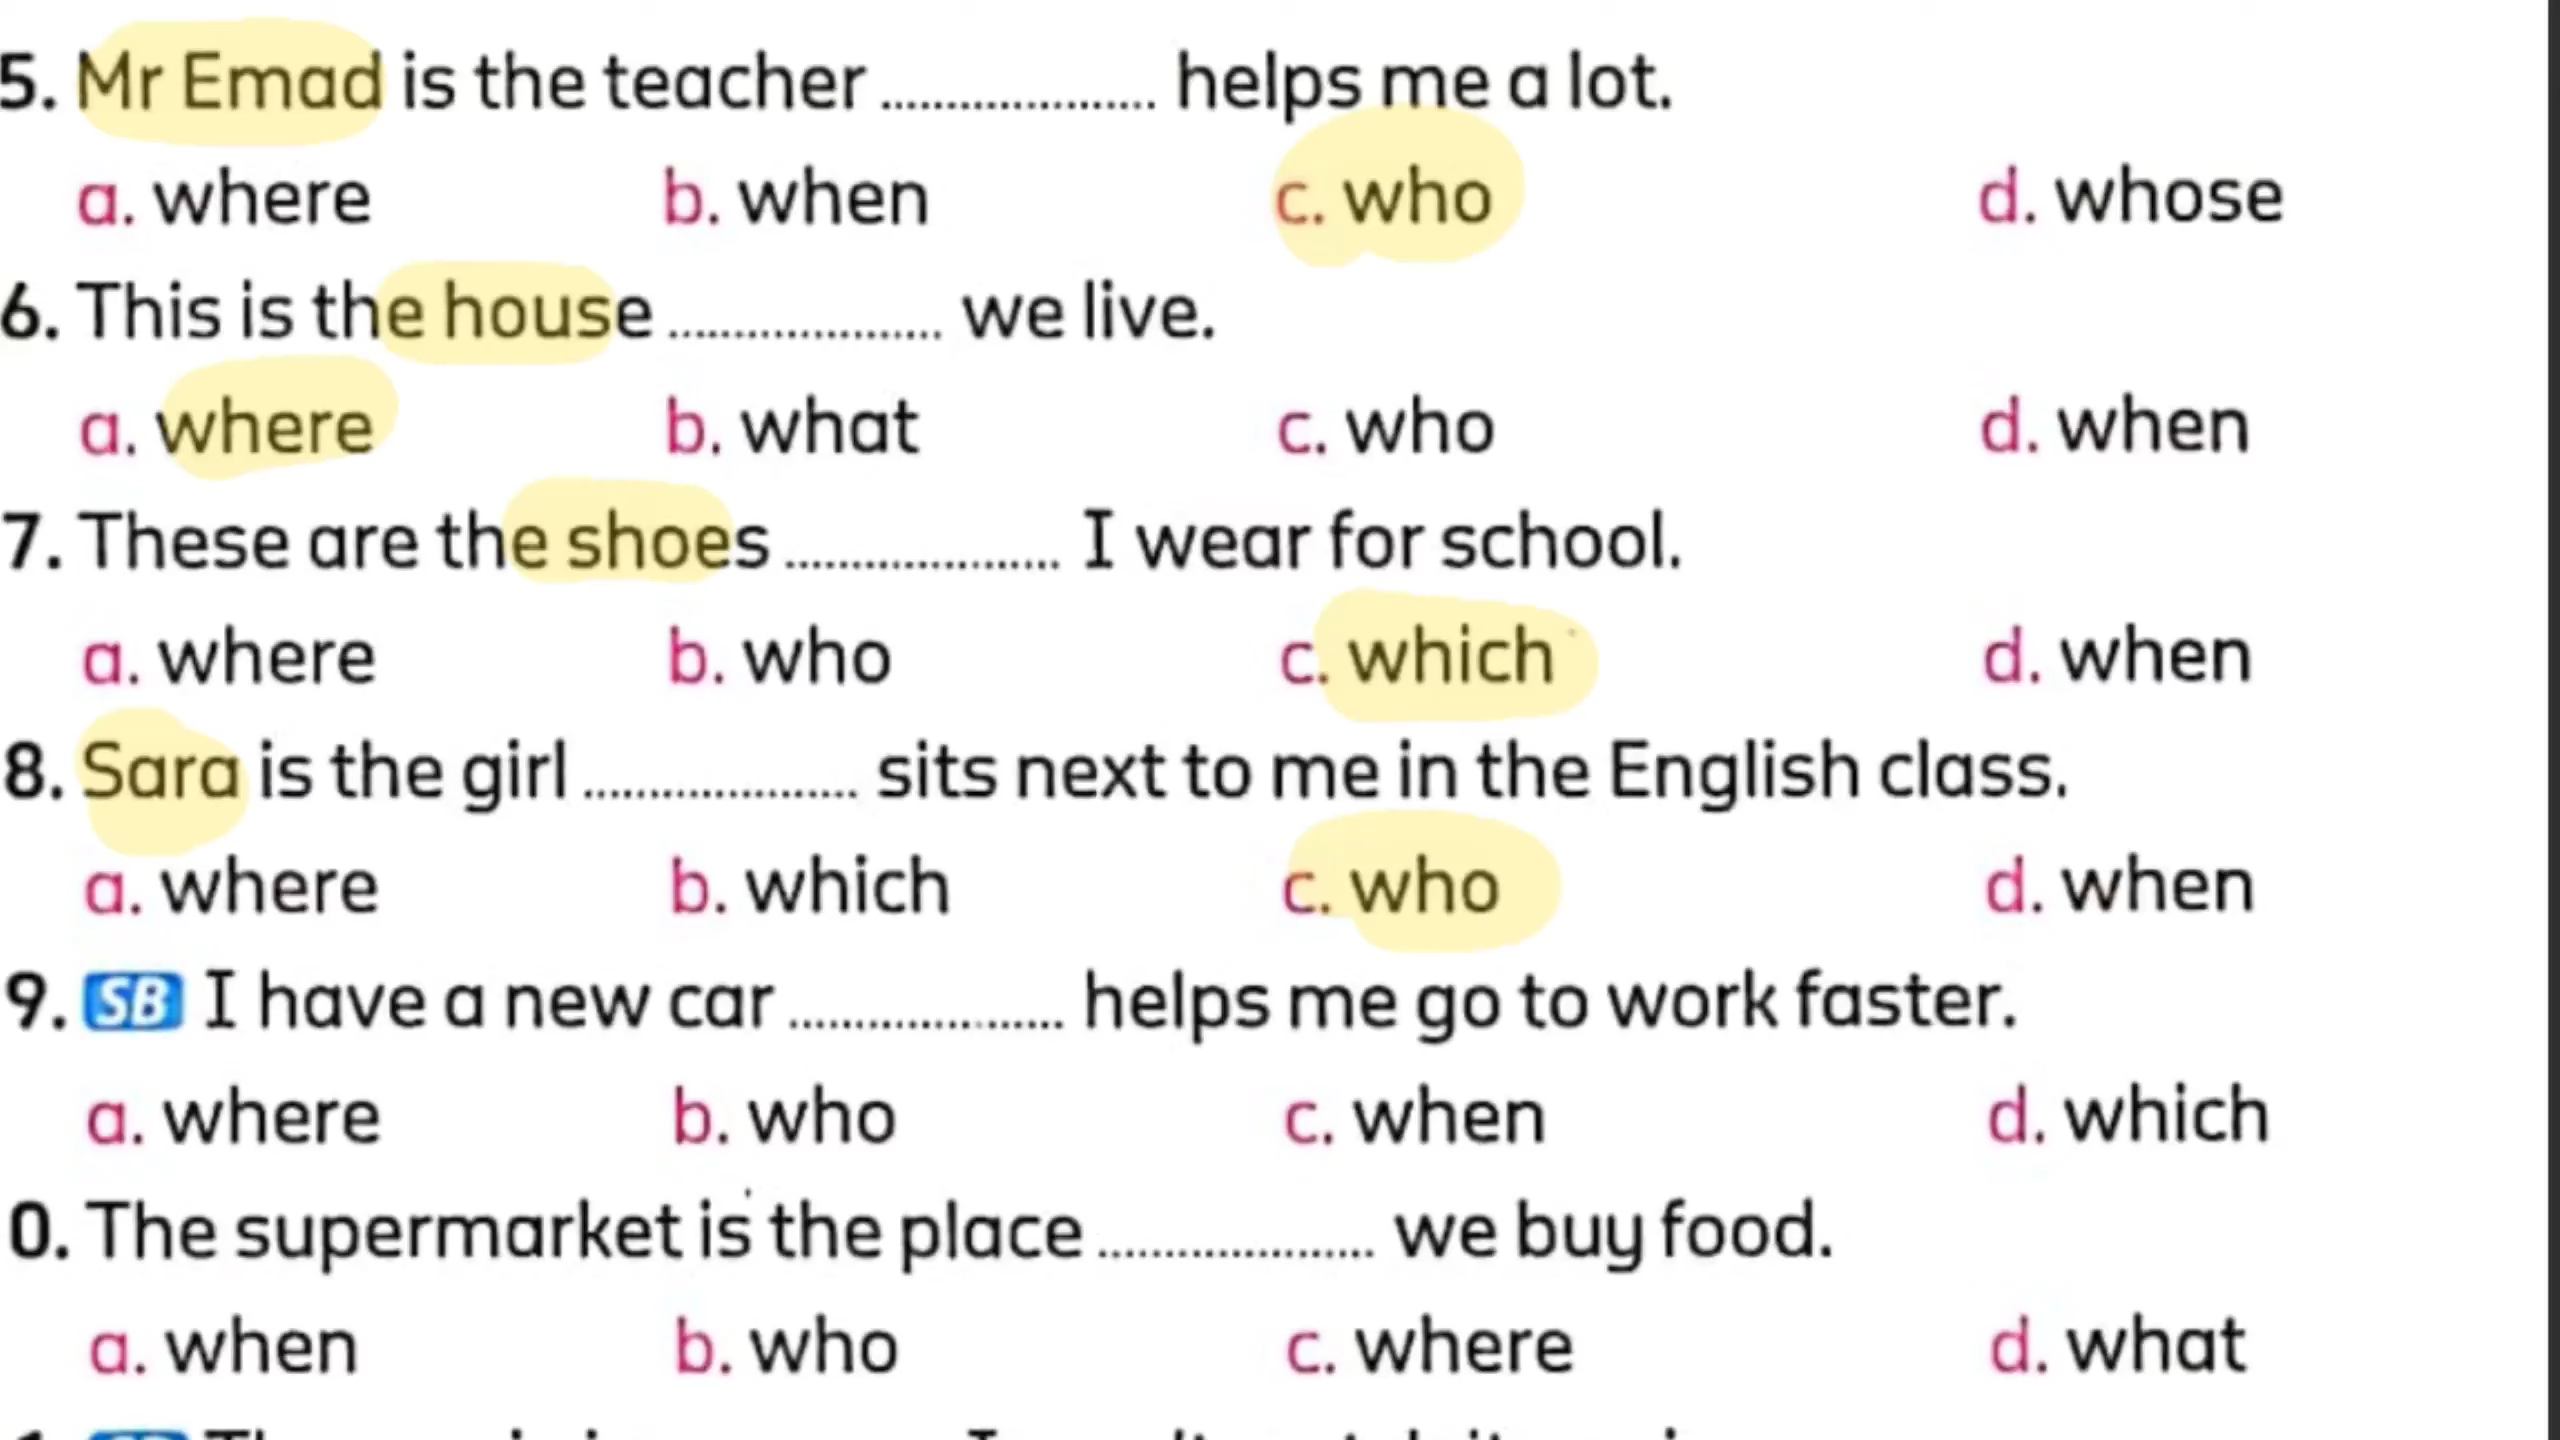 5. Mr Emad is the teacher .................... helps me a lot.
a. where b. when c. who d. whose
6. This is the house .................... we live.
a. where b. what c. who d. when
7. These are the shoes .................... I wear for school.
a. where b. who c. which d. when
8. Sara is the girl .................... sits next to me in the English class.
a. where b. which c. who d. when
9. SB I have a new car .................... helps me go to work faster.
a. where b. who c. when d. which
0. The supermarket is the place .................... we buy food.
a. when b. who c. where d. what